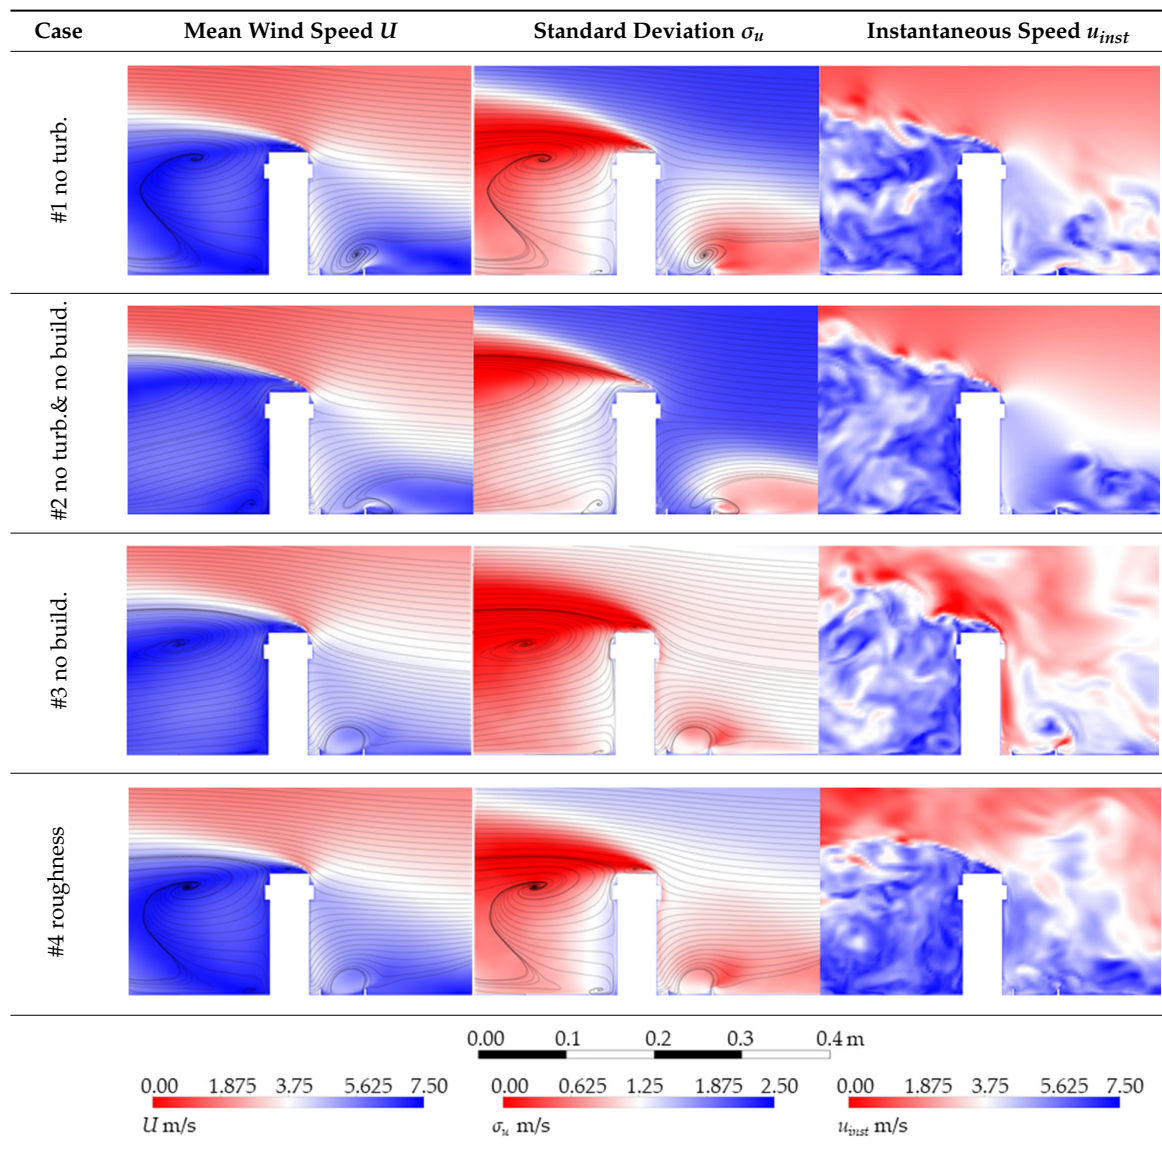 Case Mean Wind Speed U Standard Deviation σu Instantaneous Speed uinst
#1 no turb.
#2 no turb.& no build.
#3 no build.
#4 roughness
0.00 0.1 0.2 0.3 0.4 m
0.00 1.875 3.75 5.625 7.50 0.00 0.625 1.25 1.875 2.50 0.00 1.875 3.75 5.625 7.50
U m/s σu m/s uinst m/s